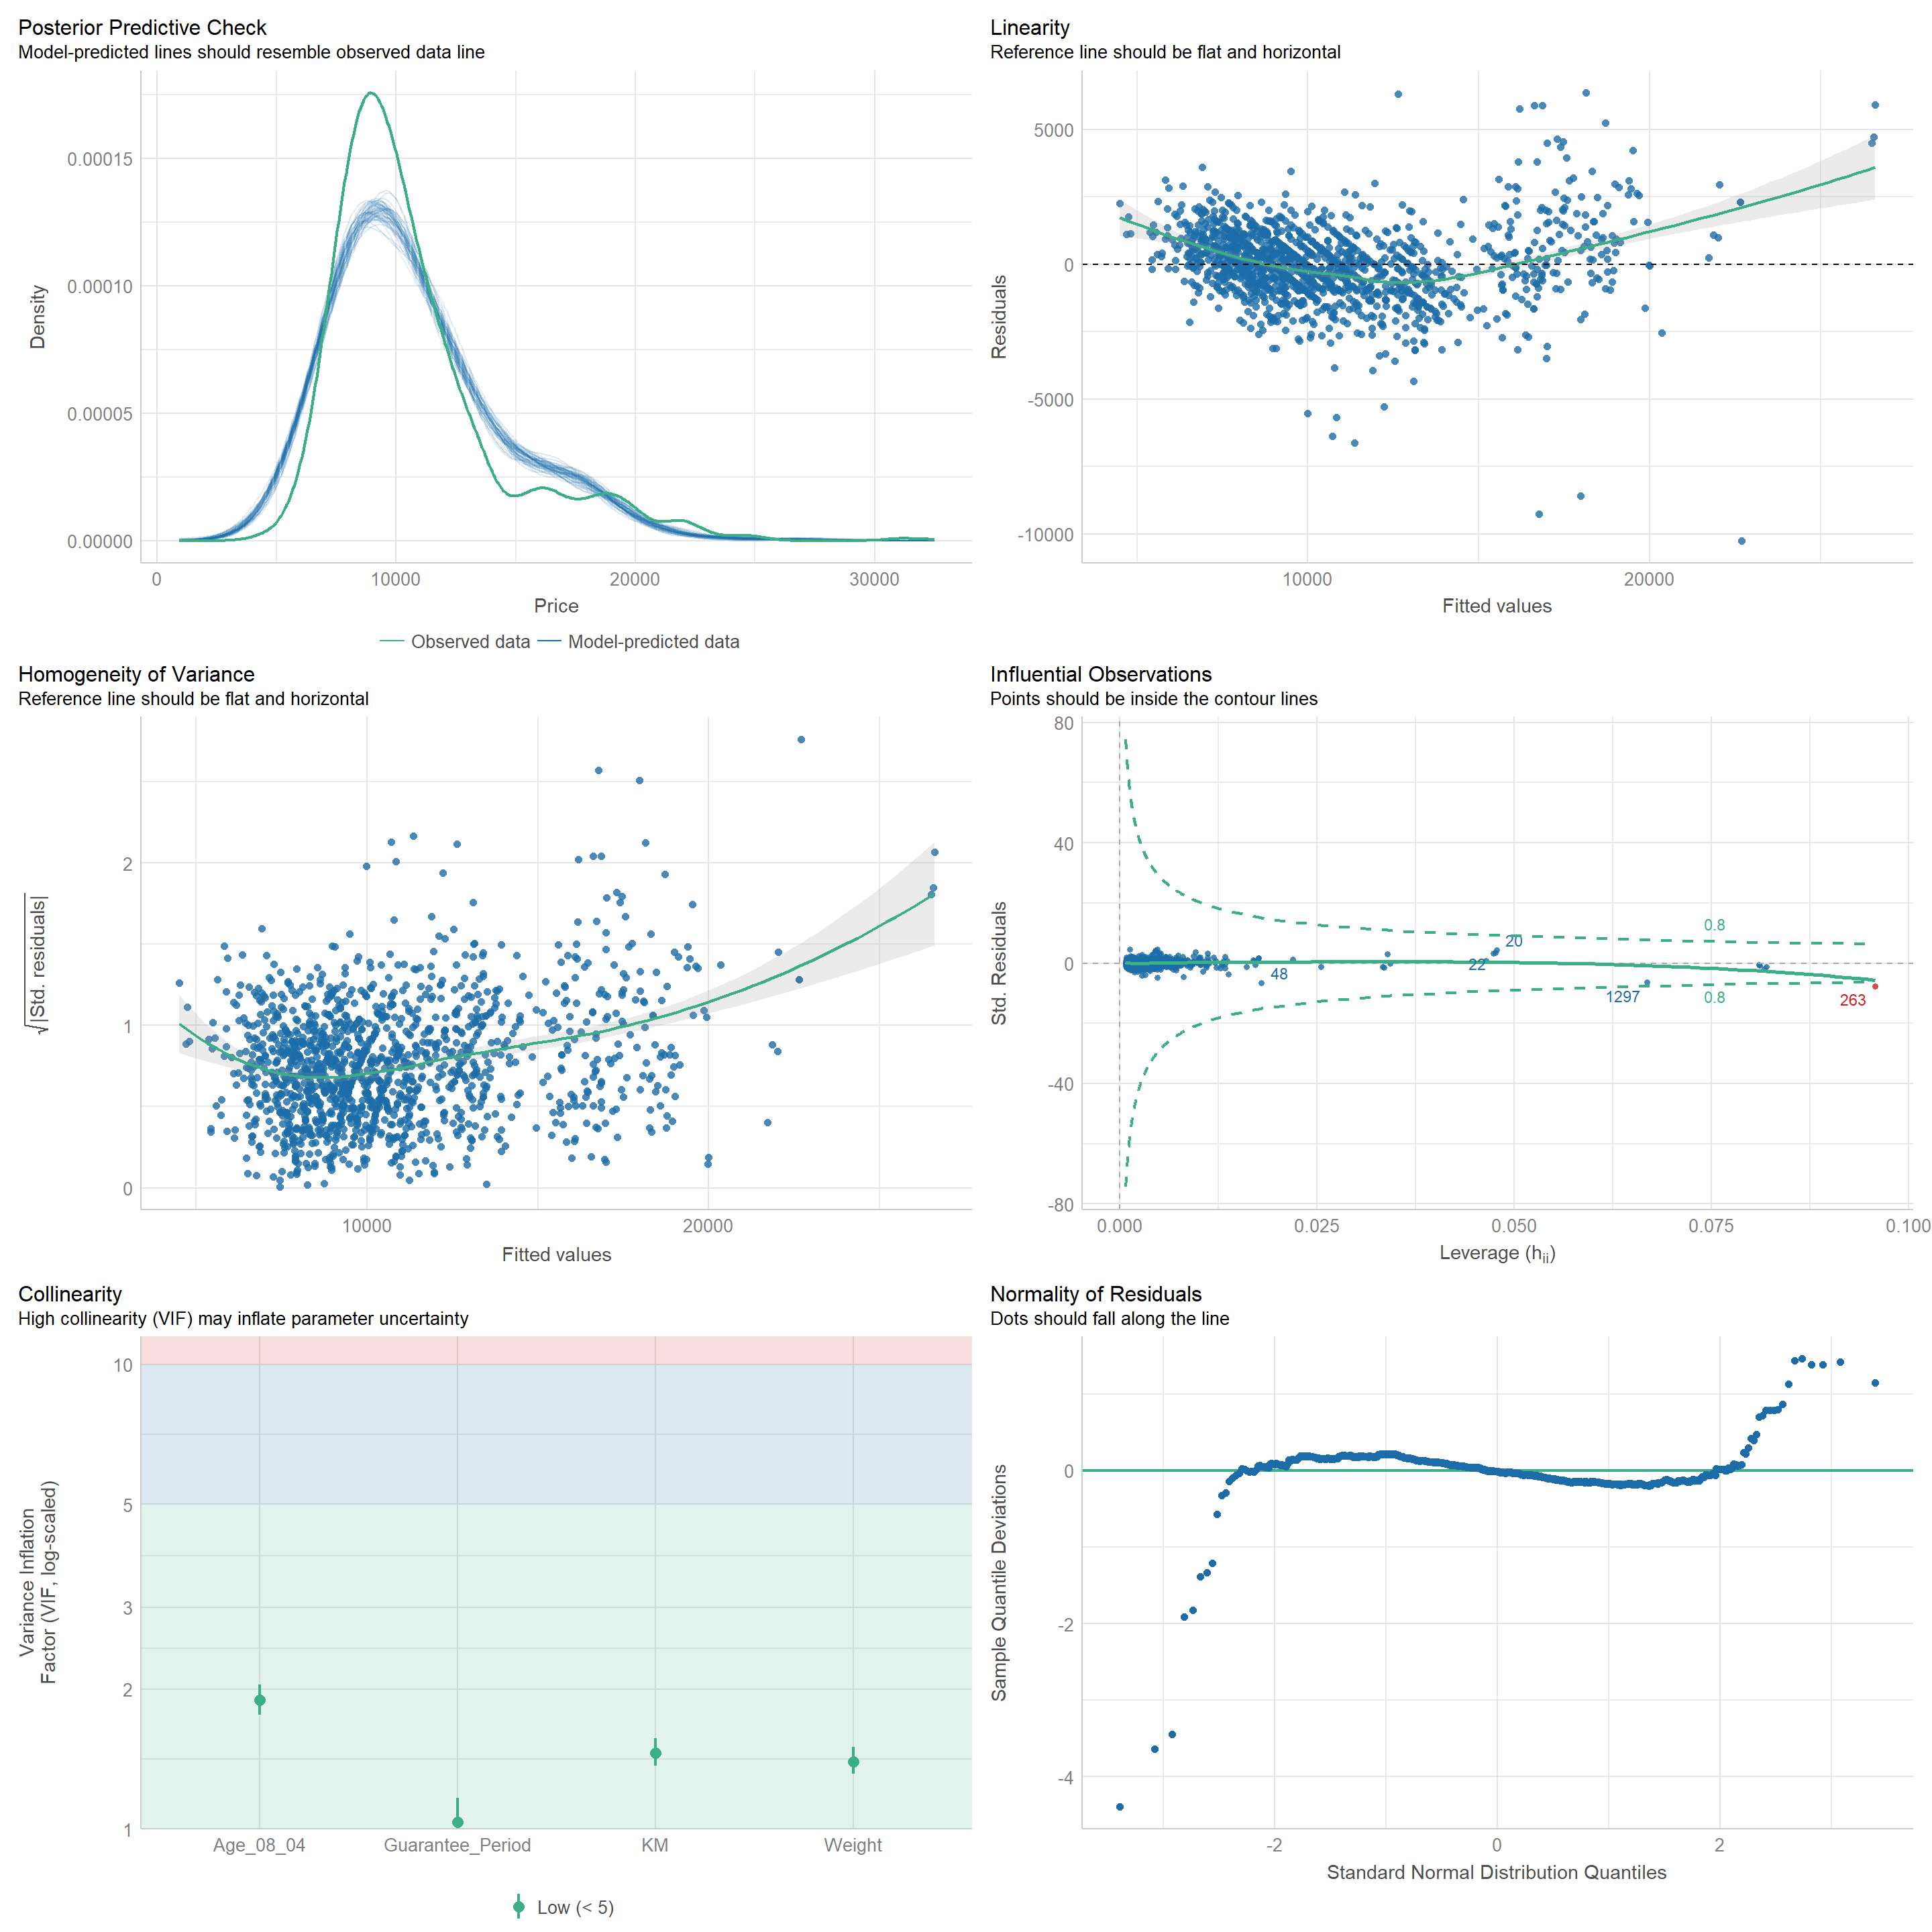 Posterior Predictive Check
Model-predicted lines should resemble observed data line
0.00015
0.00010
0.00005
0.00000
Density
0
10000
20000
30000
Price
Observed data
Model-predicted data
Linearity
Reference line should be flat and horizontal
5000
0
-5000
-10000
Residuals
10000
20000
Fitted values
Homogeneity of Variance
Reference line should be flat and horizontal
2
1
0
√|Std. residuals|
10000
20000
Fitted values
Influential Observations
Points should be inside the contour lines
80
40
0
-40
-80
Std. Residuals
0.8
20
22
48
1297
0.8
263
0.000
0.025
0.050
0.075
0.100
Leverage (hii)
Collinearity
High collinearity (VIF) may inflate parameter uncertainty
10
5
3
2
1
Variance Inflation
Factor (VIF, log-scaled)
Age_08_04
Guarantee_Period
KM
Weight
Low (< 5)
Normality of Residuals
Dots should fall along the line
0
-2
-4
Sample Quantile Deviations
-2
0
2
Standard Normal Distribution Quantiles